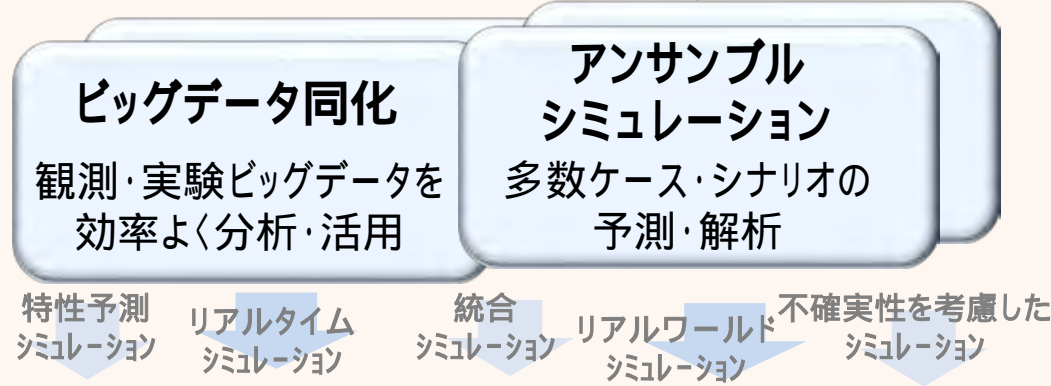 ビッグデータ同化
観測・実験ビッグデータを
効率よく分析・活用
アンサンブル
シミュレーション
多数ケース・シナリオの
予測・解析
特性予測
シミュレーション
リアルタイム
シミュレーション
統合
シミュレーション
リアルワールド
シミュレーション
不確実性を考慮した
シミュレーション